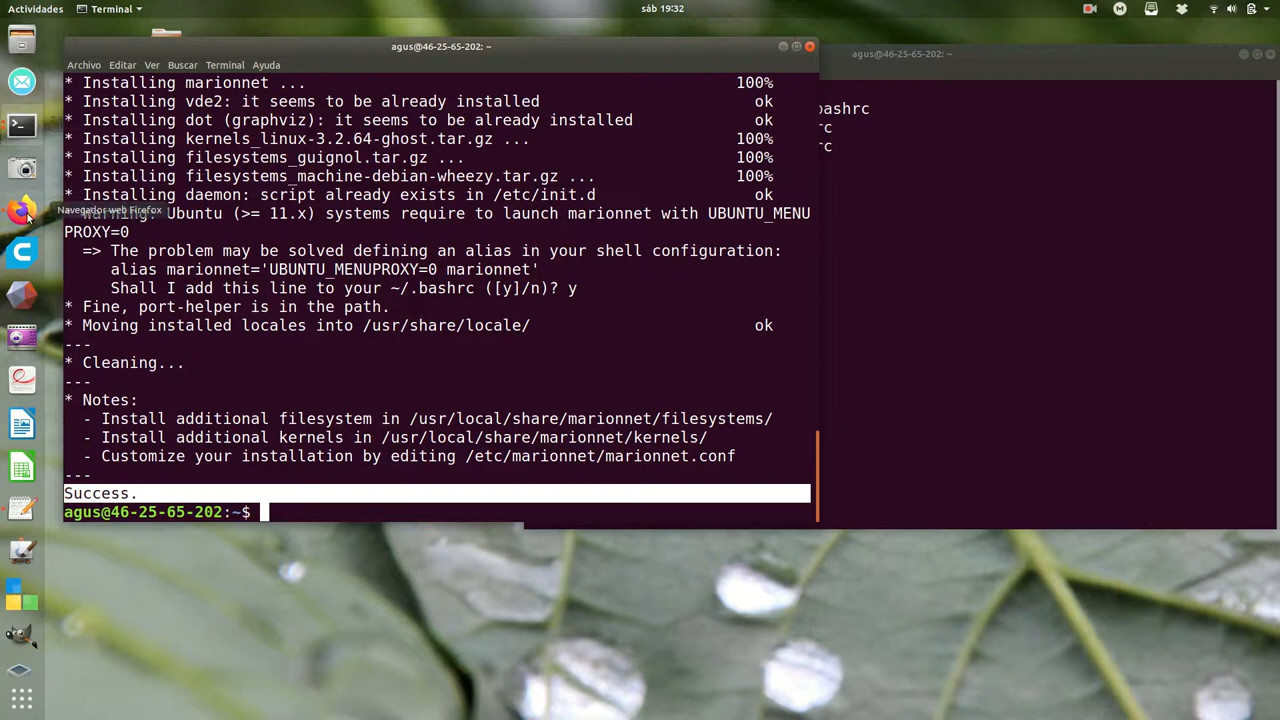 Actividades Terminal sáb 19:32
agus@46-25-65-202: ~
agus@46-25-65-202: ~
Archivo Editar Ver Buscar Terminal Ayuda
* Installing marionnet ... 100%
* Installing vde2: it seems to be already installed ok
* Installing dot (graphviz): it seems to be already installed ok
* Installing kernels_linux-3.2.64-ghost.tar.gz ... 100%
* Installing filesystems_guignol.tar.gz ... 100%
* Installing filesystems_machine-debian-wheezy.tar.gz ... 100%
* Installing daemon: script already exists in /etc/init.d ok
Navegador web Firefox
Warning: Ubuntu (>= 11.x) systems require to launch marionnet with UBUNTU_MENU
PROXY=0
=> The problem may be solved defining an alias in your shell configuration:
alias marionnet='UBUNTU_MENUPROXY=0 marionnet'
Shall I add this line to your ~/.bashrc ([y]/n)? y
* Fine, port-helper is in the path.
* Moving installed locales into /usr/share/locale/ ok
---
* Cleaning...
---
* Notes:
- Install additional filesystem in /usr/local/share/marionnet/filesystems/
- Install additional kernels in /usr/local/share/marionnet/kernels/
- Customize your installation by editing /etc/marionnet/marionnet.conf
---
Success.
agus@46-25-65-202:~$
bashrc
rc
rc